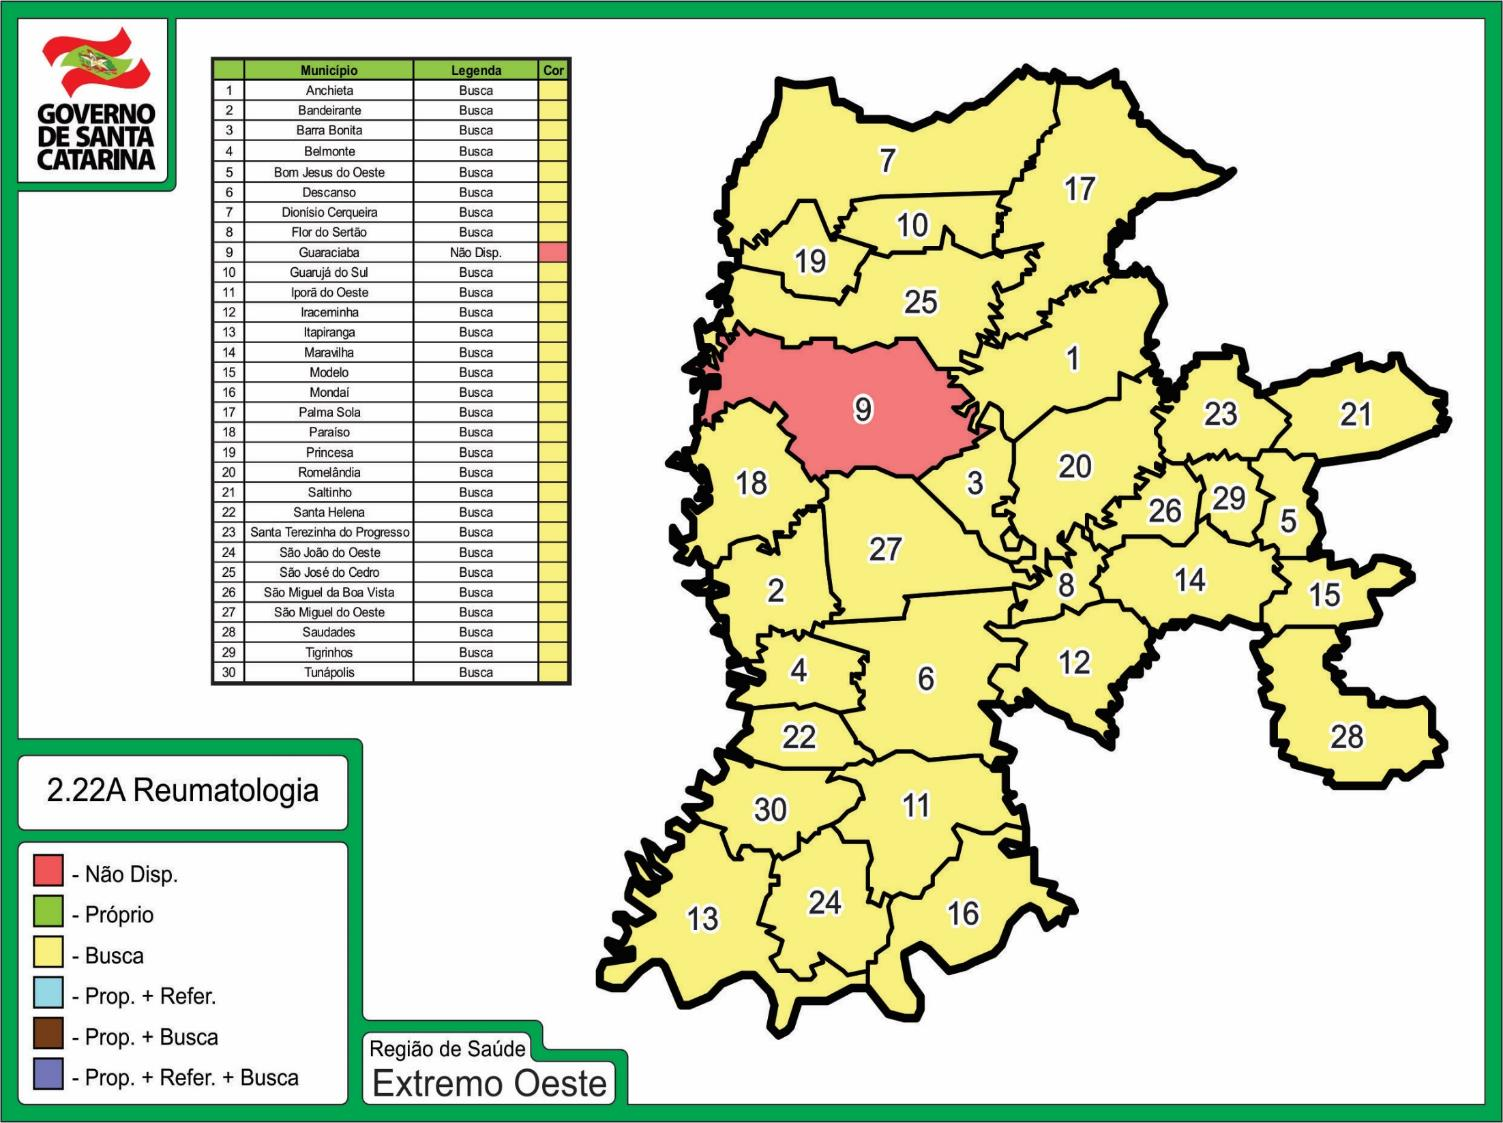 GOVERNO
DE SANTA
CATARINA
Município Legenda Cor
1 Anchieta Busca
2 Bandeirante Busca
3 Barra Bonita Busca
4 Belmonte Busca
5 Bom Jesus do Oeste Busca
6 Descanso Busca
7 Dionísio Cerqueira Busca
8 Flor do Sertão Busca
9 Guaraciaba Não Disp.
10 Guarujá do Sul Busca
11 Iporã do Oeste Busca
12 Iraceminha Busca
13 Itapiranga Busca
14 Maravilha Busca
15 Modelo Busca
16 Mondaí Busca
17 Palma Sola Busca
18 Paraíso Busca
19 Princesa Busca
20 Romelândia Busca
21 Saltinho Busca
22 Santa Helena Busca
23 Santa Terezinha do Progresso Busca
24 São João do Oeste Busca
25 São José do Cedro Busca
26 São Miguel da Boa Vista Busca
27 São Miguel do Oeste Busca
28 Saudades Busca
29 Tigrinhos Busca
30 Tunápolis Busca
7
17
10
19
25
1
9
23
21
18
3
20
26
29
5
27
2
8
14
15
4
6
12
22
28
30
11
13
24
16
2.22A Reumatologia
- Não Disp.
- Próprio
- Busca
- Prop. + Refer.
- Prop. + Busca
- Prop. + Refer. + Busca
Região de Saúde
Extremo Oeste